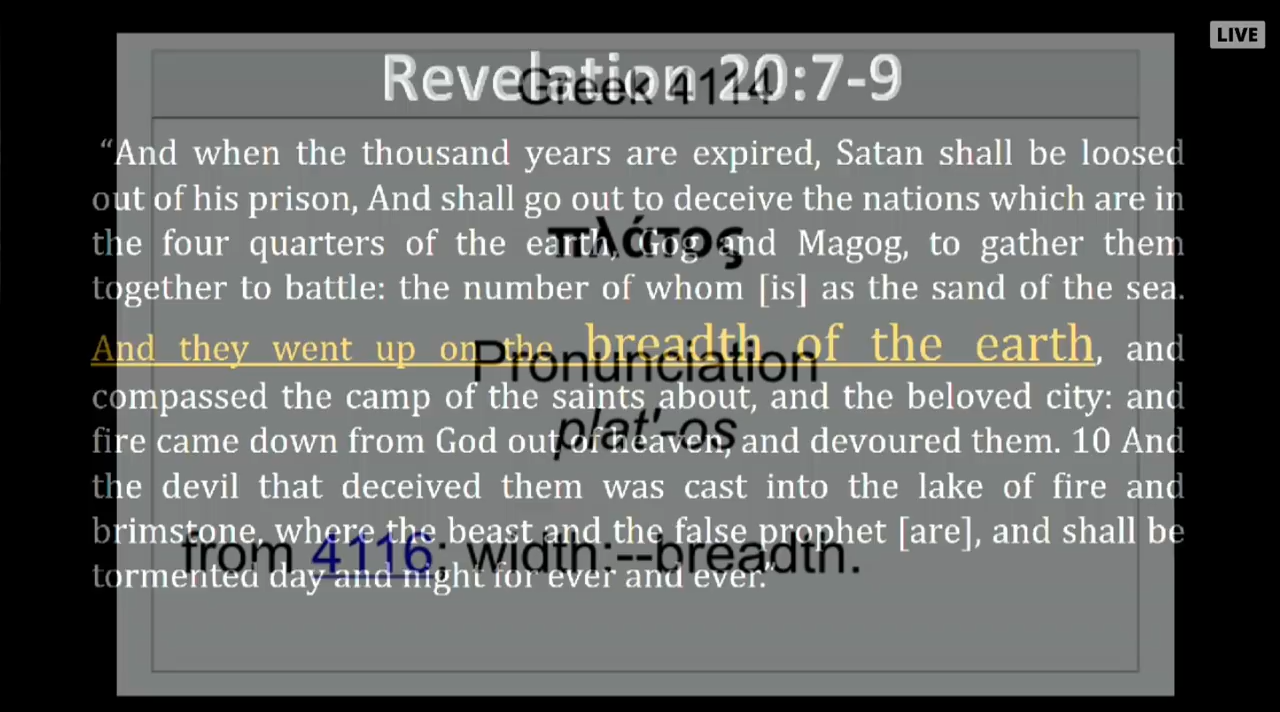 LIVE
Revelation 20:7-9
Greek 4114
“And when the thousand years are expired, Satan shall be loosed
out of his prison, And shall go out to deceive the nations which are in
πλάτος
the four quarters of the earth, Gog and Magog, to gather them
together to battle: the number of whom [is] as the sand of the sea.
And they went up on the breadth of the earth, and
Pronunciation
compassed the camp of the saints about, and the beloved city: and
plat'-os
fire came down from God out of heaven, and devoured them. 10 And
the devil that deceived them was cast into the lake of fire and
brimstone, where the beast and the false prophet [are], and shall be
from 4116; width:--breadth.
tormented day and night for ever and ever.”